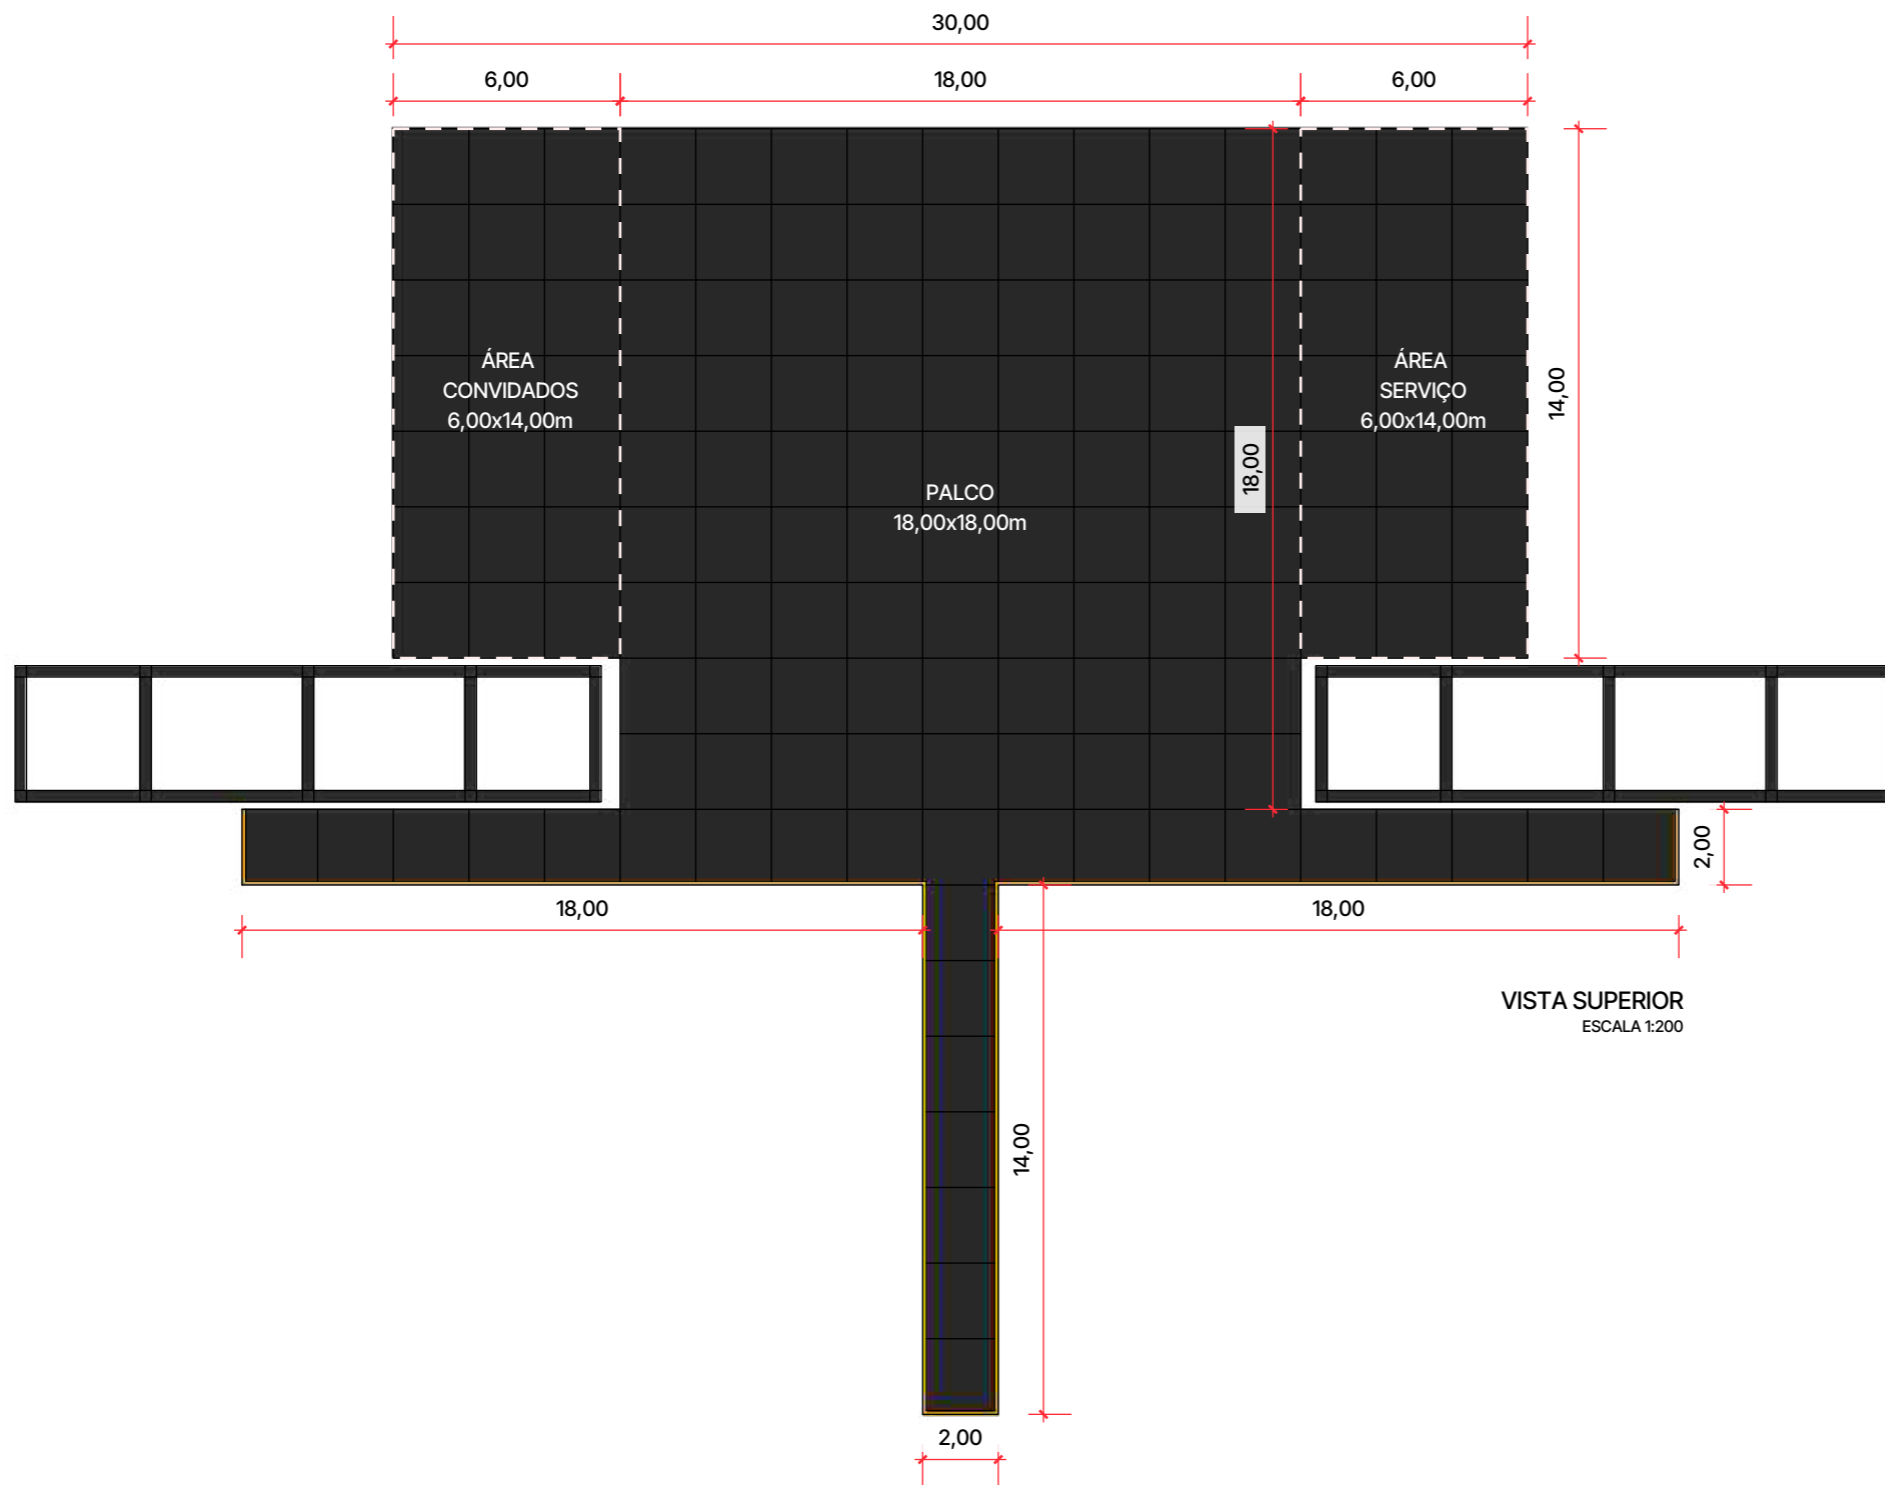 30,00
6,00
18,00
6,00
ÁREA
CONVIDADOS
6,00x14,00m
ÁREA
SERVIÇO
6,00x14,00m
14,00
18,00
PALCO
18,00x18,00m
2,00
18,00
18,00
VISTA SUPERIOR
ESCALA 1:200
14,00
2,00